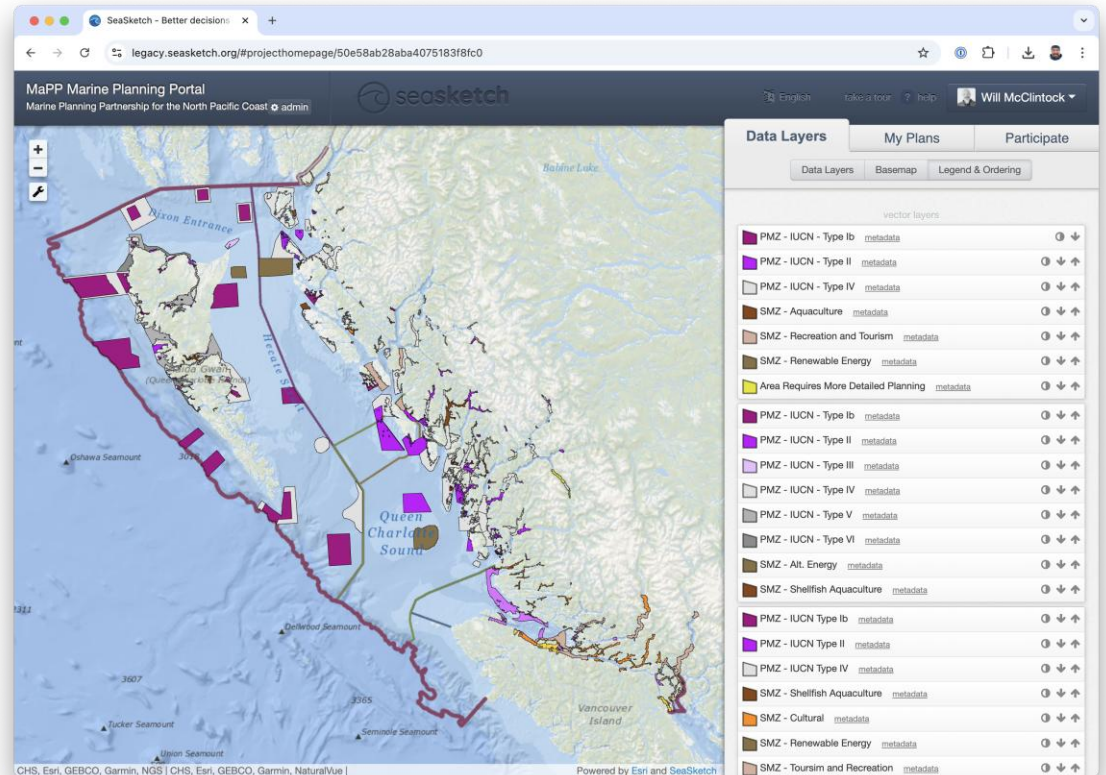 SeaSketch - Better decisions
legacy.seasketch.org/#projecthomepage/50e58ab28aba4075183f8fc0
MaPP Marine Planning Portal
Marine Planning Partnership for the North Pacific Coast admin
seasketch
English take a tour ? help Will McClintock
Data Layers My Plans Participate
Data Layers Basemap Legend & Ordering
vector layers
PMZ - IUCN - Type Ib metadata
PMZ - IUCN - Type II metadata
PMZ - IUCN - Type IV metadata
SMZ - Aquaculture metadata
SMZ - Recreation and Tourism metadata
SMZ - Renewable Energy metadata
Area Requires More Detailed Planning metadata
PMZ - IUCN - Type Ib metadata
PMZ - IUCN - Type II metadata
PMZ - IUCN - Type III metadata
PMZ - IUCN - Type IV metadata
PMZ - IUCN - Type V metadata
PMZ - IUCN - Type VI metadata
SMZ - Alt. Energy metadata
SMZ - Shellfish Aquaculture metadata
PMZ - IUCN Type Ib metadata
PMZ - IUCN Type II metadata
PMZ - IUCN Type IV metadata
SMZ - Shellfish Aquaculture metadata
SMZ - Cultural metadata
SMZ - Renewable Energy metadata
SMZ - Toursim and Recreation metadata
Babine Lake
Dixon Entrance
Hecate
Oshawa Seamount
Queen
Charlotte
Sound
2311
Dellwood Seamount
3607
3365
Vancouver
Island
Tucker Seamount
Seminole Seamount
Union Seamount
CHS, Esri, GEBCO, Garmin, NGS | CHS, Esri, GEBCO, Garmin, NaturalVue |
Powered by Esri and SeaSketch